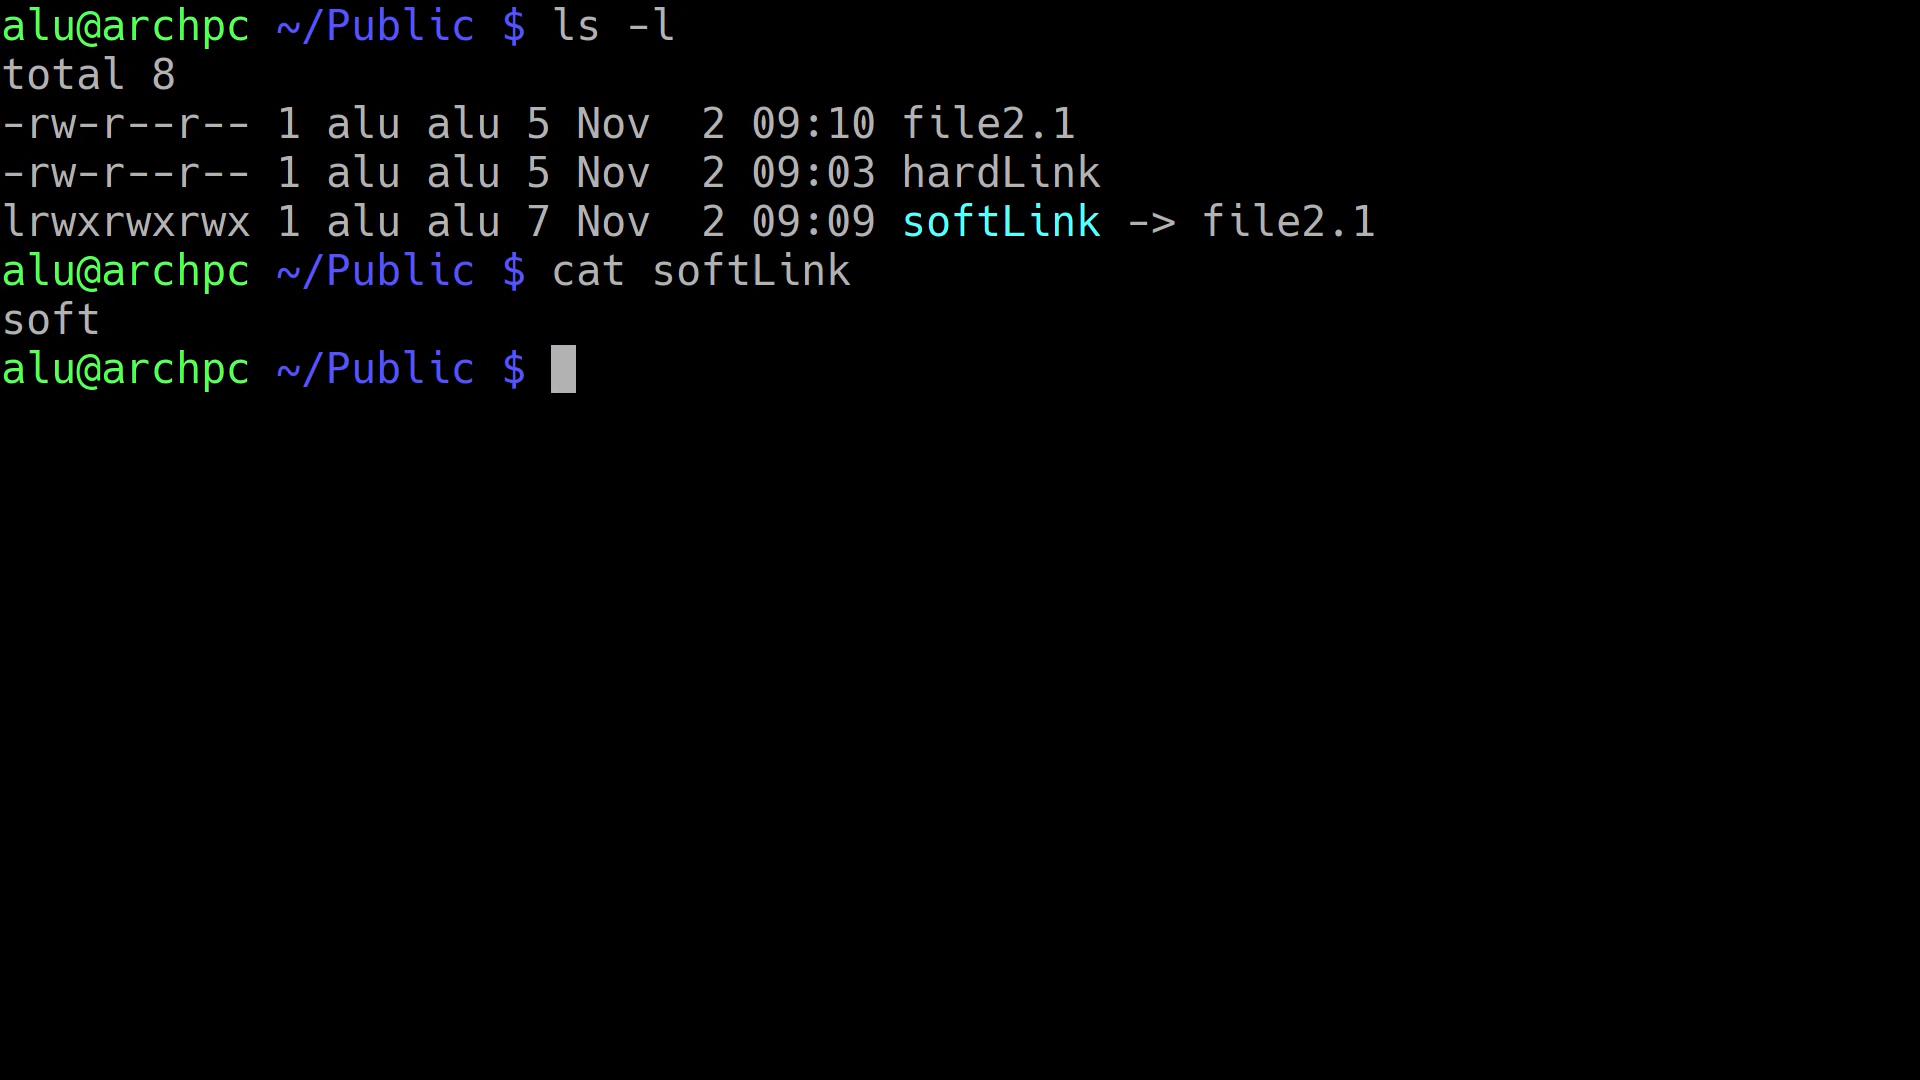 alu@archpc ~/Public $ ls -l
total 8
-rw-r--r-- 1 alu alu 5 Nov  2 09:10 file2.1
-rw-r--r-- 1 alu alu 5 Nov  2 09:03 hardLink
lrwxrwxrwx 1 alu alu 7 Nov  2 09:09 softLink -> file2.1
alu@archpc ~/Public $ cat softLink
soft
alu@archpc ~/Public $